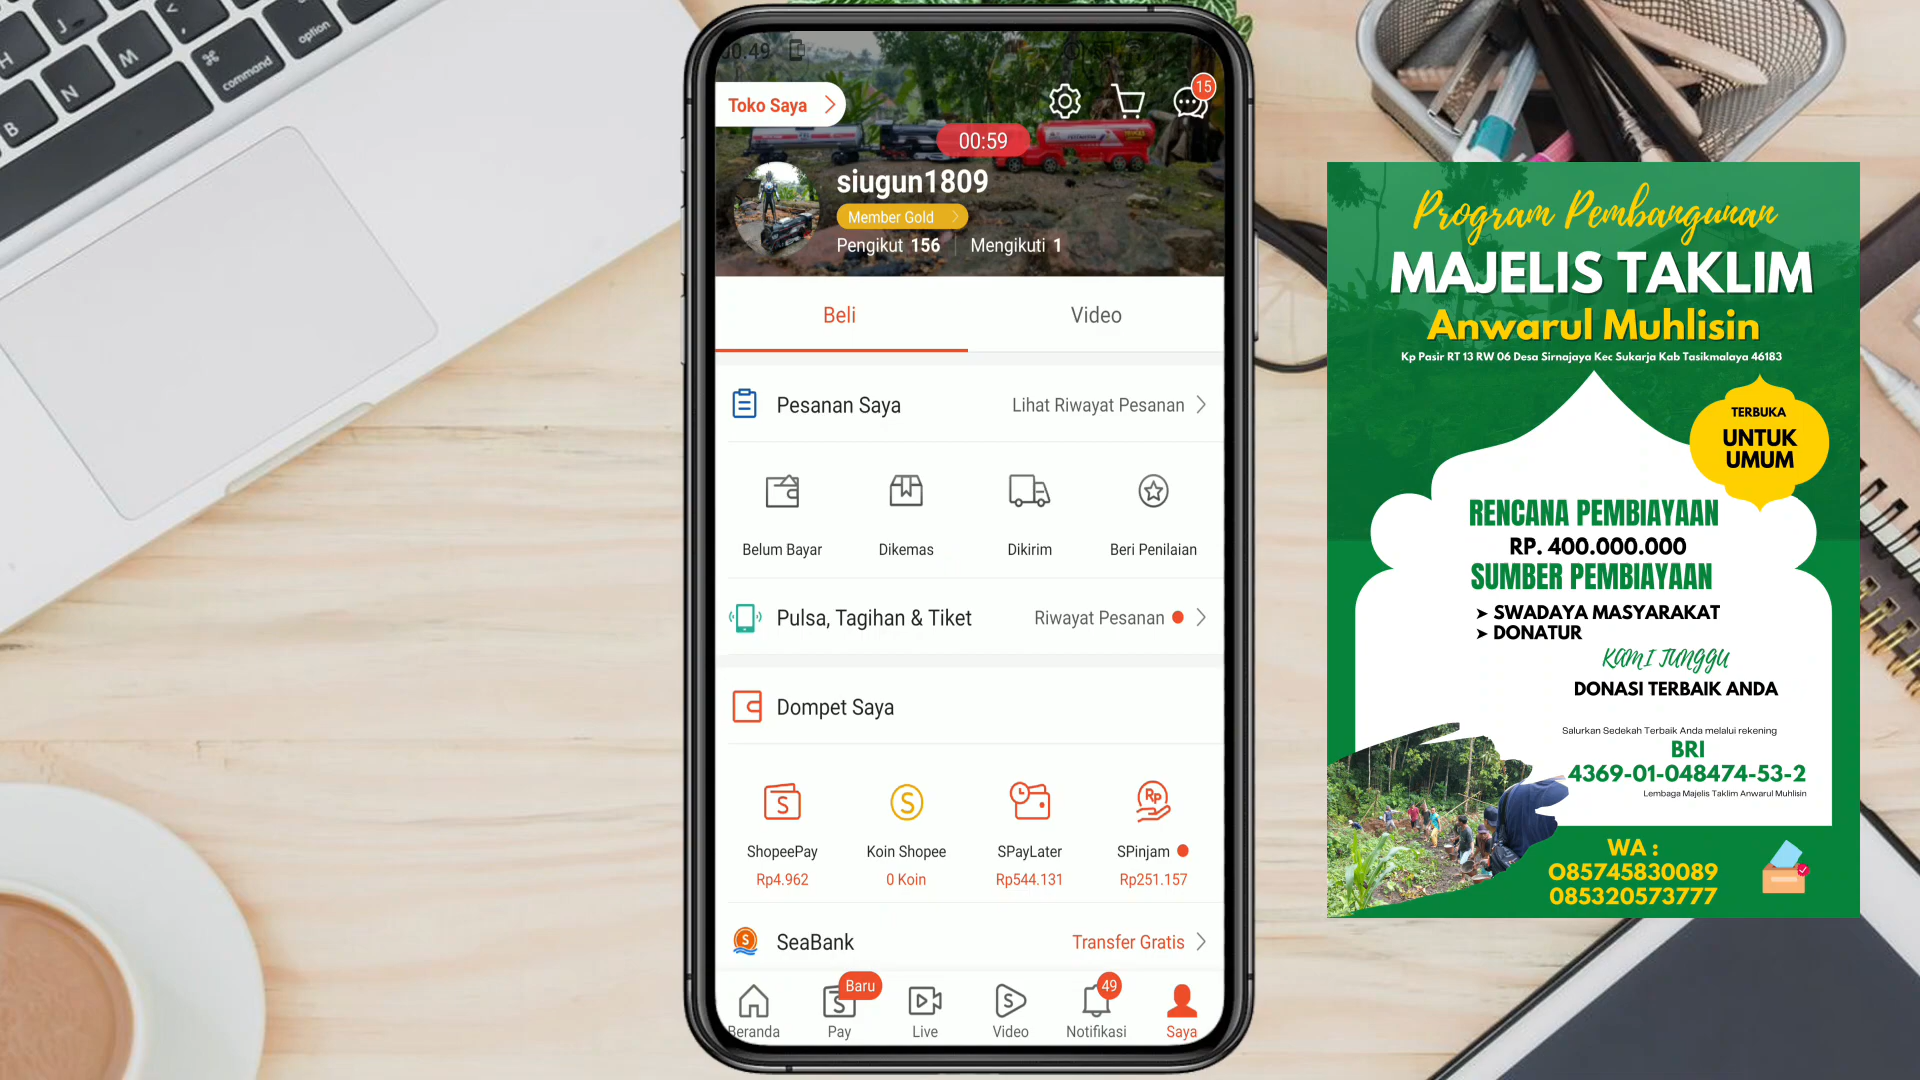 H
J
K
<
option
N
M
⌘
command
B
00.49
Toko Saya
15
00:59
siugun1809
Member Gold
Pengikut 156 Mengikuti 1
Beli Video
Pesanan Saya Lihat Riwayat Pesanan
Belum Bayar Dikemas Dikirim Beri Penilaian
Pulsa, Tagihan & Tiket Riwayat Pesanan
Dompet Saya
ShopeePay Koin Shopee SPayLater SPinjam
Rp4.962 0 Koin Rp544.131 Rp251.157
SeaBank Transfer Gratis
Baru 49
Beranda Pay Live Video Notifikasi Saya
Program Pembangunan
MAJELIS TAKLIM
Anwarul Muhlisin
Kp Pasir RT 13 RW 06 Desa Sirnajaya Kec Sukarja Kab Tasikmalaya 46183
TERBUKA
UNTUK
UMUM
RENCANA PEMBIAYAAN
RP. 400.000.000
SUMBER PEMBIAYAAN
➤ SWADAYA MASYARAKAT
➤ DONATUR
KAMI TUNGGU
DONASI TERBAIK ANDA
Salurkan Sedekah Terbaik Anda melalui rekening
BRI
4369-01-048474-53-2
Lembaga Majelis Taklim Anwarul Muhlisin
WA :
085745830089
085320573777